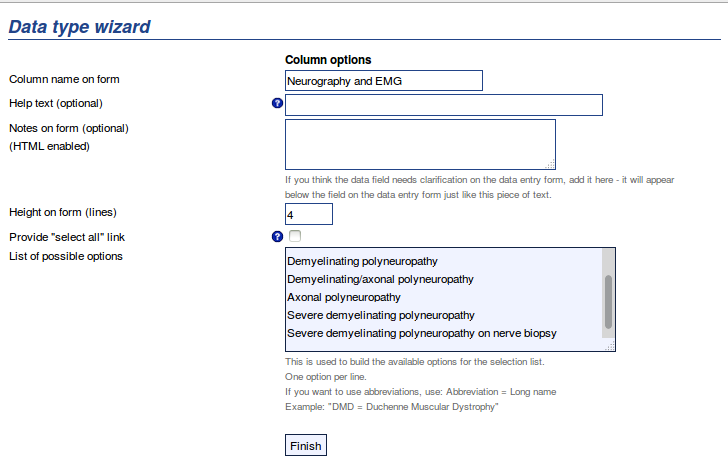 Data type wizard
Column options
Column name on form
Neurography and EMG
Help text (optional)
?
Notes on form (optional)
(HTML enabled)
If you think the data field needs clarification on the data entry form, add it here - it will appear
below the field on the data entry form just like this piece of text.
Height on form (lines)
4
Provide "select all" link
?
List of possible options
Demyelinating polyneuropathy
Demyelinating/axonal polyneuropathy
Axonal polyneuropathy
Severe demyelinating polyneuropathy
Severe demyelinating polyneuropathy on nerve biopsy
This is used to build the available options for the selection list.
One option per line.
If you want to use abbreviations, use: Abbreviation = Long name
Example: "DMD = Duchenne Muscular Dystrophy"
Finish